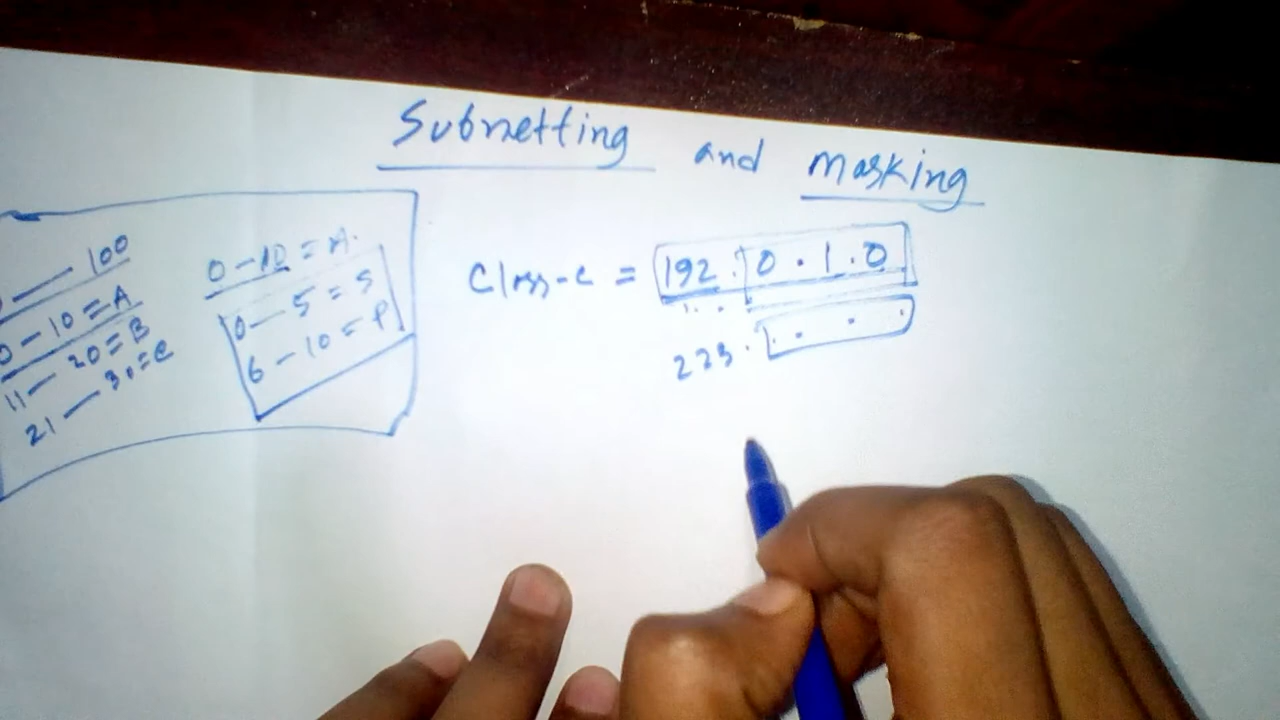 Subnetting and Masking
Class-C = 192.0.1.0
223.
100
0-10=A
11-20=B
21-30=C
0-10=A
0-5=S
6-10=P